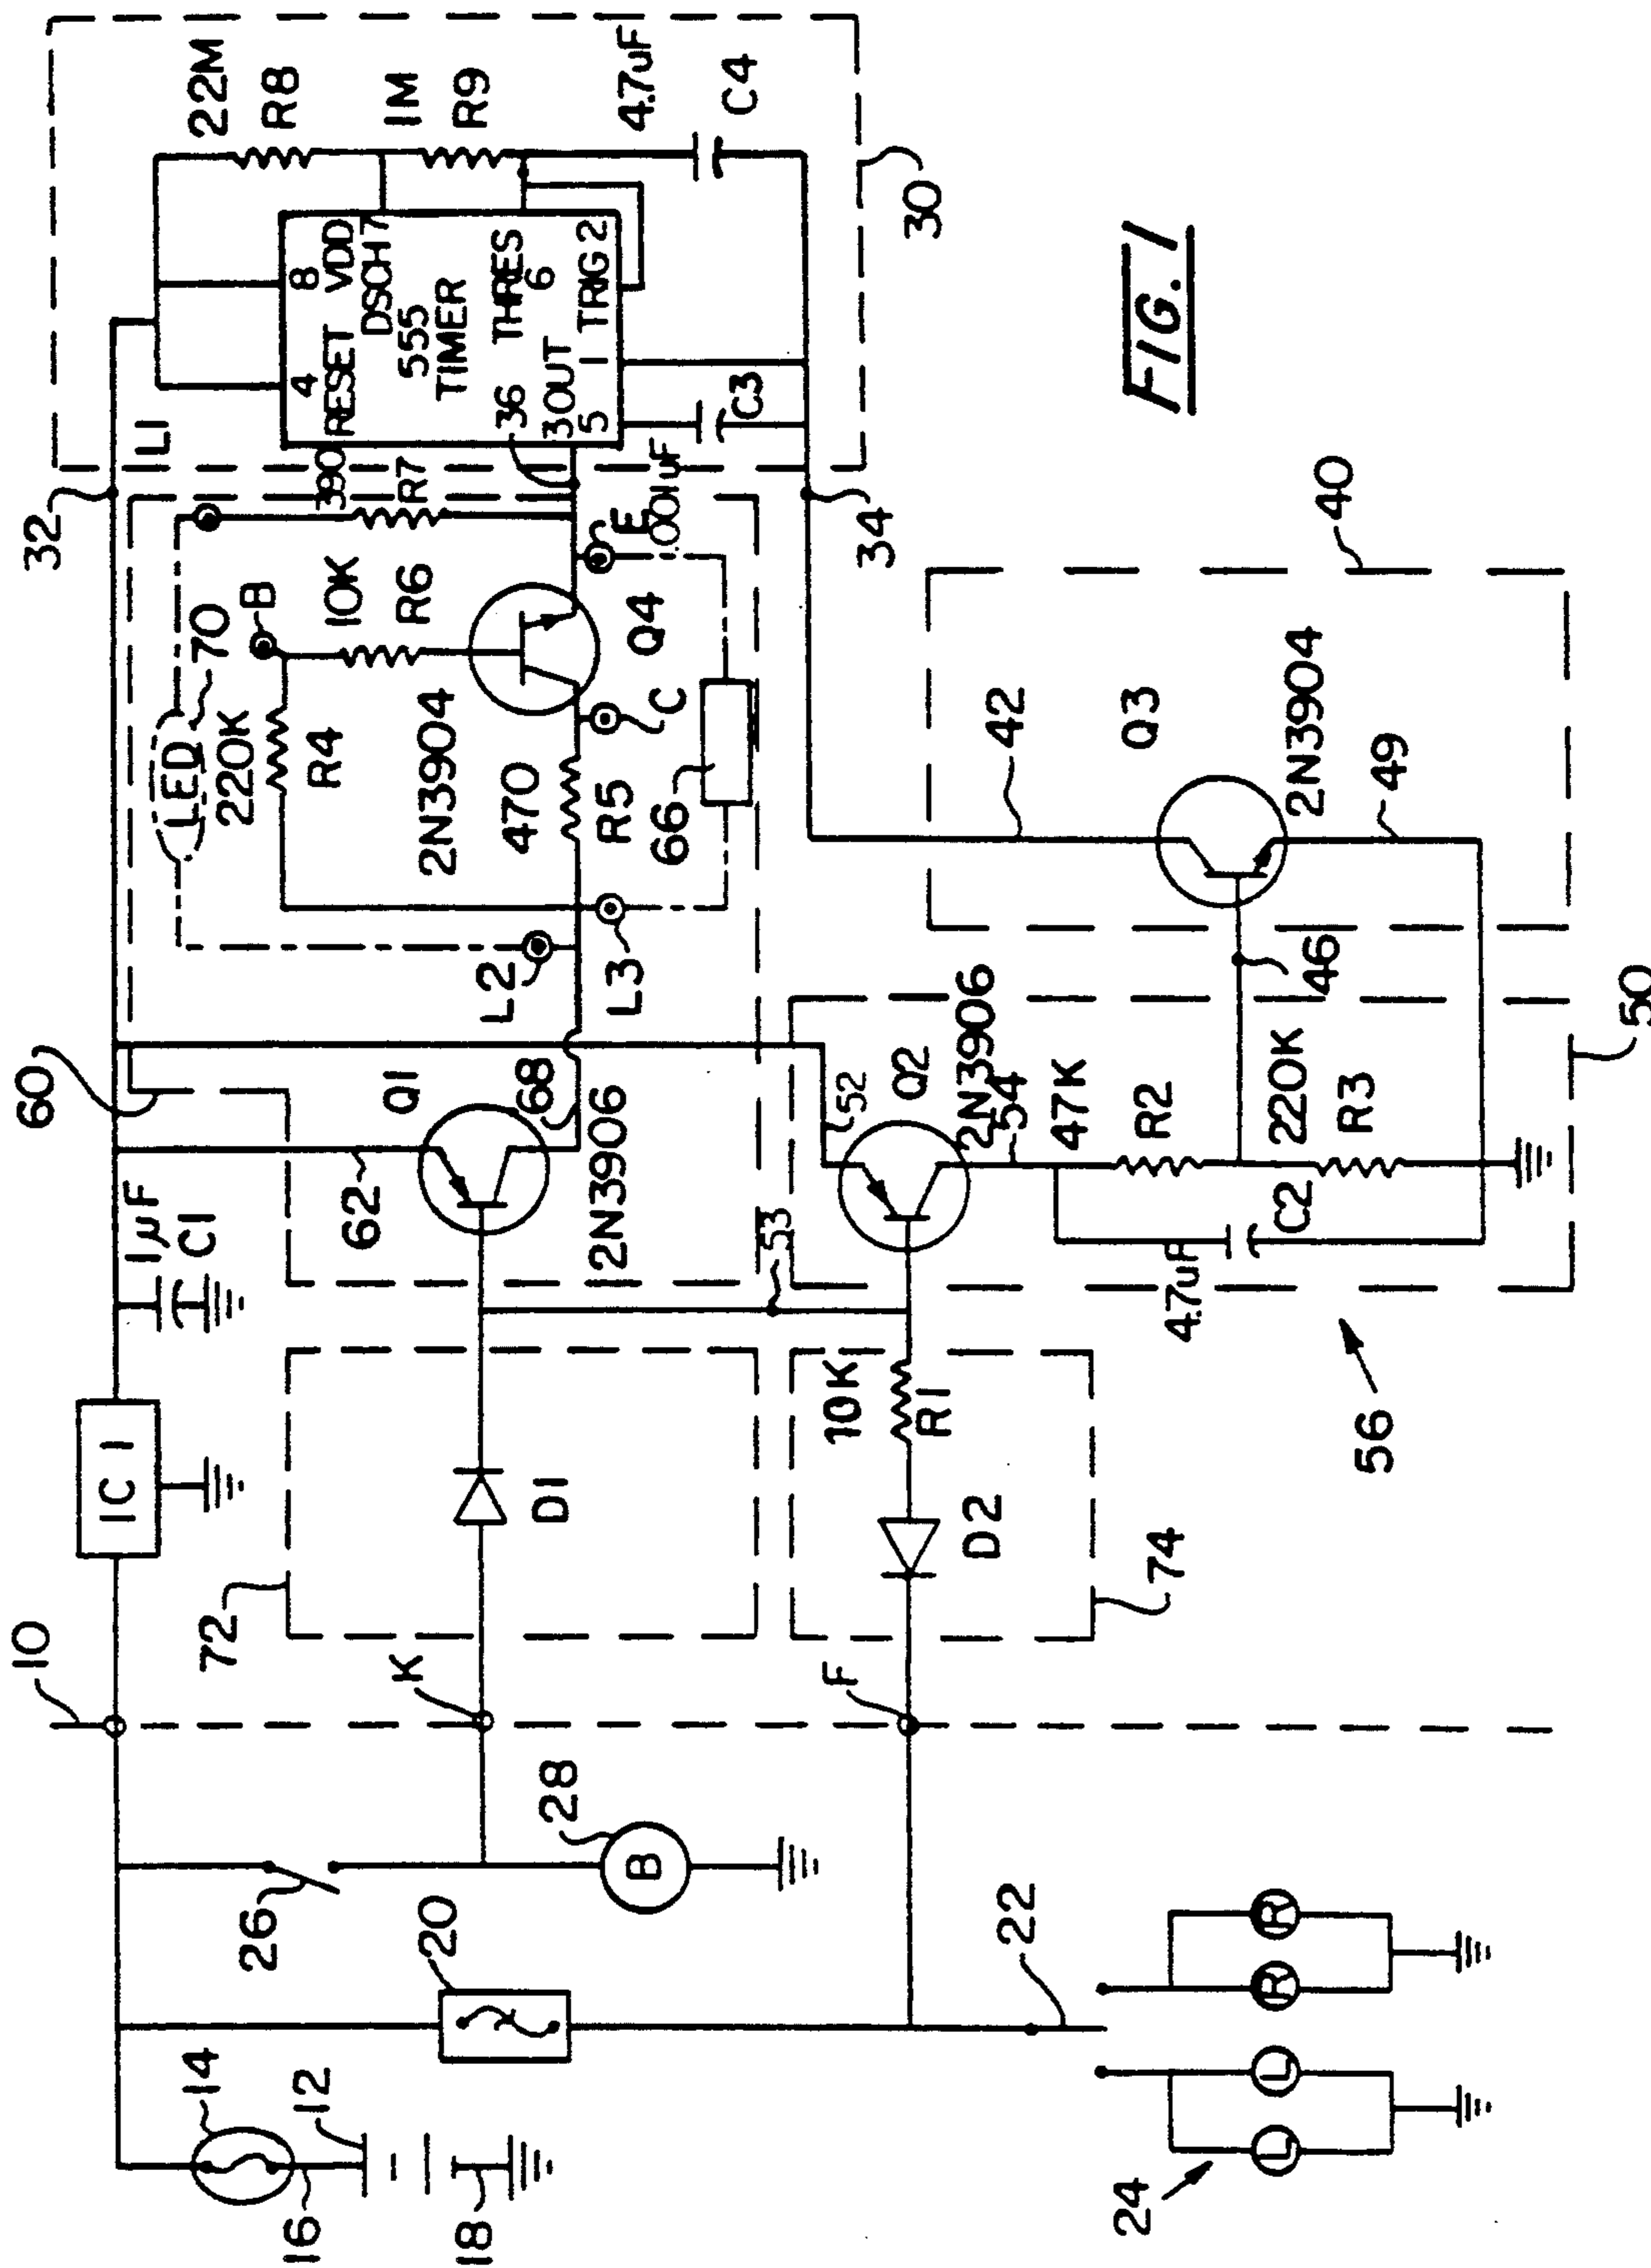 10
14
16
12
18
20
22
24
L
L
R
R
26
28
B
K
F
72
74
IC 1
1µF
C1
D1
D2
10K
R1
53
60
62
Q1
68
2N3906
52
Q2
2N3906
54
47K
R2
220K
R3
4.7uF
C2
56
50
46
L2
L3
LED
70
220K
R4
2N3904
470
R5
66
C
Q4
B
10K
R6
E
.001uF
390
R7
L1
32
34
36
42
Q3
2N3904
49
40
4
RESET
8
VDD
DSCH 7
555
TIMER
THRES
6
3 OUT
5
1
TRIG 2
C3
22M
R8
1M
R9
4.7uF
C4
30
FIG. 1